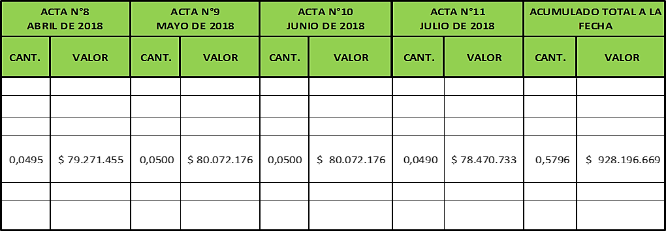 ACTA N°8 ACTA N°9 ACTA N°10 ACTA N°11 ACUMULADO TOTAL A LA
ABRIL DE 2018 MAYO DE 2018 JUNIO DE 2018 JULIO DE 2018 FECHA
CANT. VALOR CANT. VALOR CANT. VALOR CANT. VALOR CANT. VALOR
0,0495 $ 79.271.455 0,0500 $ 80.072.176 0,0500 $ 80.072.176 0,0490 $ 78.470.733 0,5796 $ 928.196.669